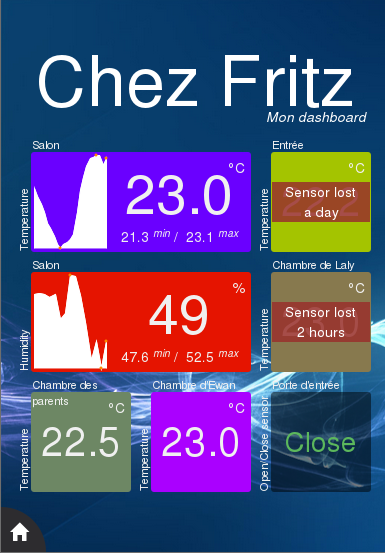 Chez Fritz
Mon dashboard
Salon
Temperature
°C
23.0
21.3 min / 23.1 max
Entrée
Temperature
°C
Sensor lost
a day
Salon
Humidity
%
49
47.6 min / 52.5 max
Chambre de Laly
Temperature
°C
Sensor lost
2 hours
Chambre des
parents
Temperature
°C
22.5
Chambre d'Ewan
Temperature
°C
23.0
Porte d'entrée
Open/Close sensor
Close